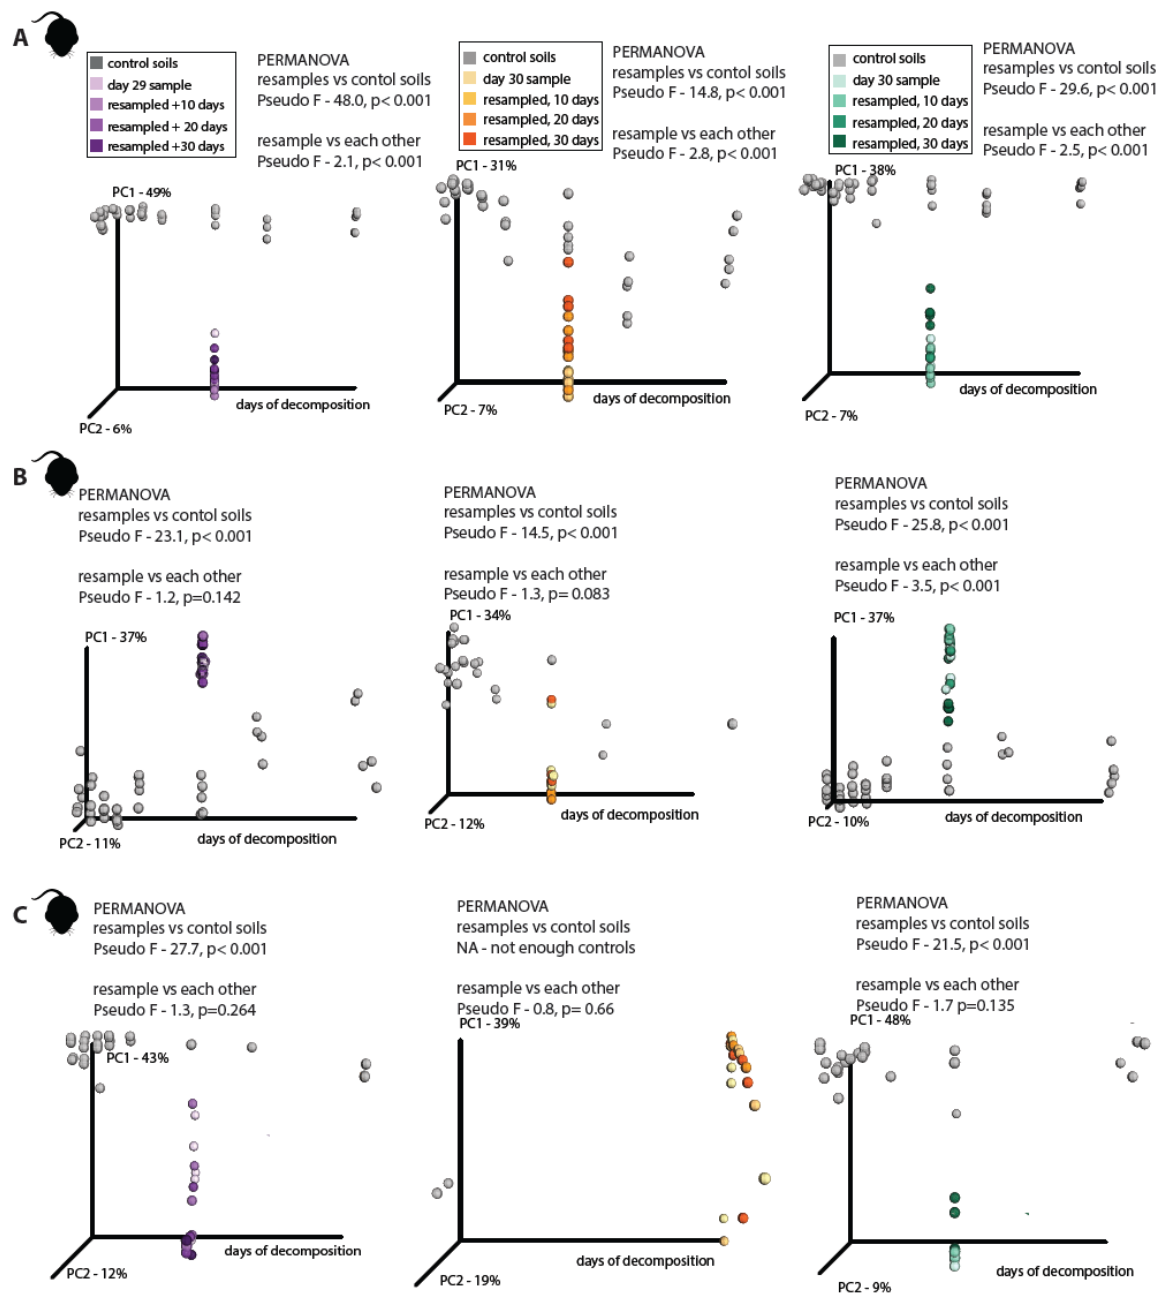 A
control soils
day 29 sample
resampled +10 days
resampled + 20 days
resampled +30 days
PERMANOVA
resamples vs contol soils
Pseudo F - 48.0, p< 0.001
resample vs each other
Pseudo F - 2.1, p< 0.001
PC1 - 49%
days of decomposition
PC2 - 6%
control soils
day 30 sample
resampled, 10 days
resampled, 20 days
resampled, 30 days
PERMANOVA
resamples vs contol soils
Pseudo F - 14.8, p< 0.001
resample vs each other
Pseudo F - 2.8, p< 0.001
PC1 - 31%
days of decomposition
PC2 - 7%
control soils
day 30 sample
resampled, 10 days
resampled, 20 days
resampled, 30 days
PERMANOVA
resamples vs contol soils
Pseudo F - 29.6, p< 0.001
resample vs each other
Pseudo F - 2.5, p< 0.001
PC1 - 38%
days of decomposition
PC2 - 7%
B
PERMANOVA
resamples vs contol soils
Pseudo F - 23.1, p< 0.001
resample vs each other
Pseudo F - 1.2, p=0.142
PC1 - 37%
days of decomposition
PC2 - 11%
PERMANOVA
resamples vs contol soils
Pseudo F - 14.5, p< 0.001
resample vs each other
Pseudo F - 1.3, p= 0.083
PC1 - 34%
days of decomposition
PC2 - 12%
PERMANOVA
resamples vs contol soils
Pseudo F - 25.8, p< 0.001
resample vs each other
Pseudo F - 3.5, p< 0.001
PC1 - 37%
days of decomposition
PC2 - 10%
C
PERMANOVA
resamples vs contol soils
Pseudo F - 27.7, p< 0.001
resample vs each other
Pseudo F - 1.3, p=0.264
PC1 - 43%
days of decomposition
PC2 - 12%
PERMANOVA
resamples vs contol soils
NA - not enough controls
resample vs each other
Pseudo F - 0.8, p= 0.66
PC1 - 39%
days of decomposition
PC2 - 19%
PERMANOVA
resamples vs contol soils
Pseudo F - 21.5, p< 0.001
resample vs each other
Pseudo F - 1.7 p=0.135
PC1 - 48%
days of decomposition
PC2 - 9%